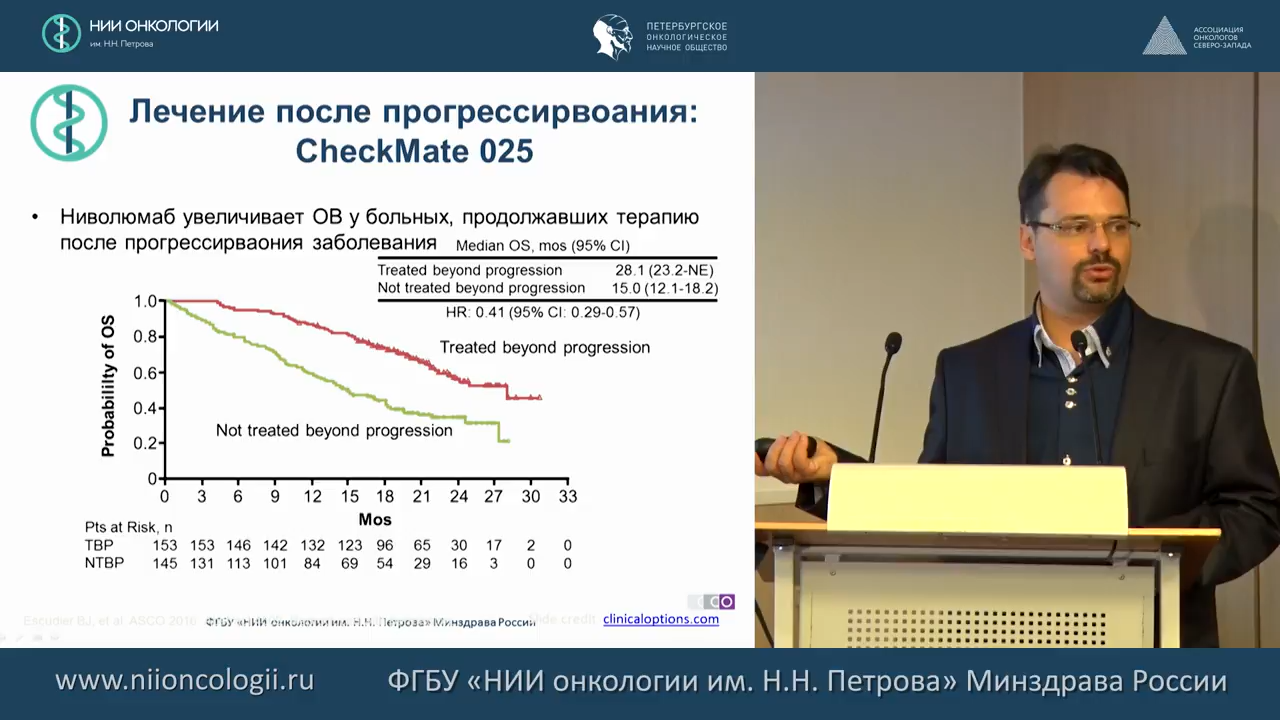 НИИ ОНКОЛОГИИ
им. Н.Н. Петрова
ПЕТЕРБУРГСКОЕ
ОНКОЛОГИЧЕСКОЕ
НАУЧНОЕ ОБЩЕСТВО
АССОЦИАЦИЯ
ОНКОЛОГОВ
СЕВЕРО-ЗАПАДА
Лечение после прогрессирвоания:
CheckMate 025
• Ниволюмаб увеличивает ОВ у больных, продолжавших терапию
после прогрессирваония заболевания
Median OS, mos (95% CI)
Treated beyond progression 28.1 (23.2-NE)
Not treated beyond progression 15.0 (12.1-18.2)
HR: 0.41 (95% CI: 0.29-0.57)
Treated beyond progression
Not treated beyond progression
Probability of OS
1.0
0.8
0.6
0.4
0.2
0
0 3 6 9 12 15 18 21 24 27 30 33
Mos
Pts at Risk, n
TBP 153 153 146 142 132 123 96 65 30 17 2 0
NTBP 145 131 113 101 84 69 54 29 16 3 0 0
CCO
Escudier BJ, et al. ASCO 2016.
ФГБУ «НИИ онкологии им. Н.Н. Петрова» Минздрава России
Slide credit: clinicaloptions.com
www.niioncologii.ru
ФГБУ «НИИ онкологии им. Н.Н. Петрова» Минздрава России